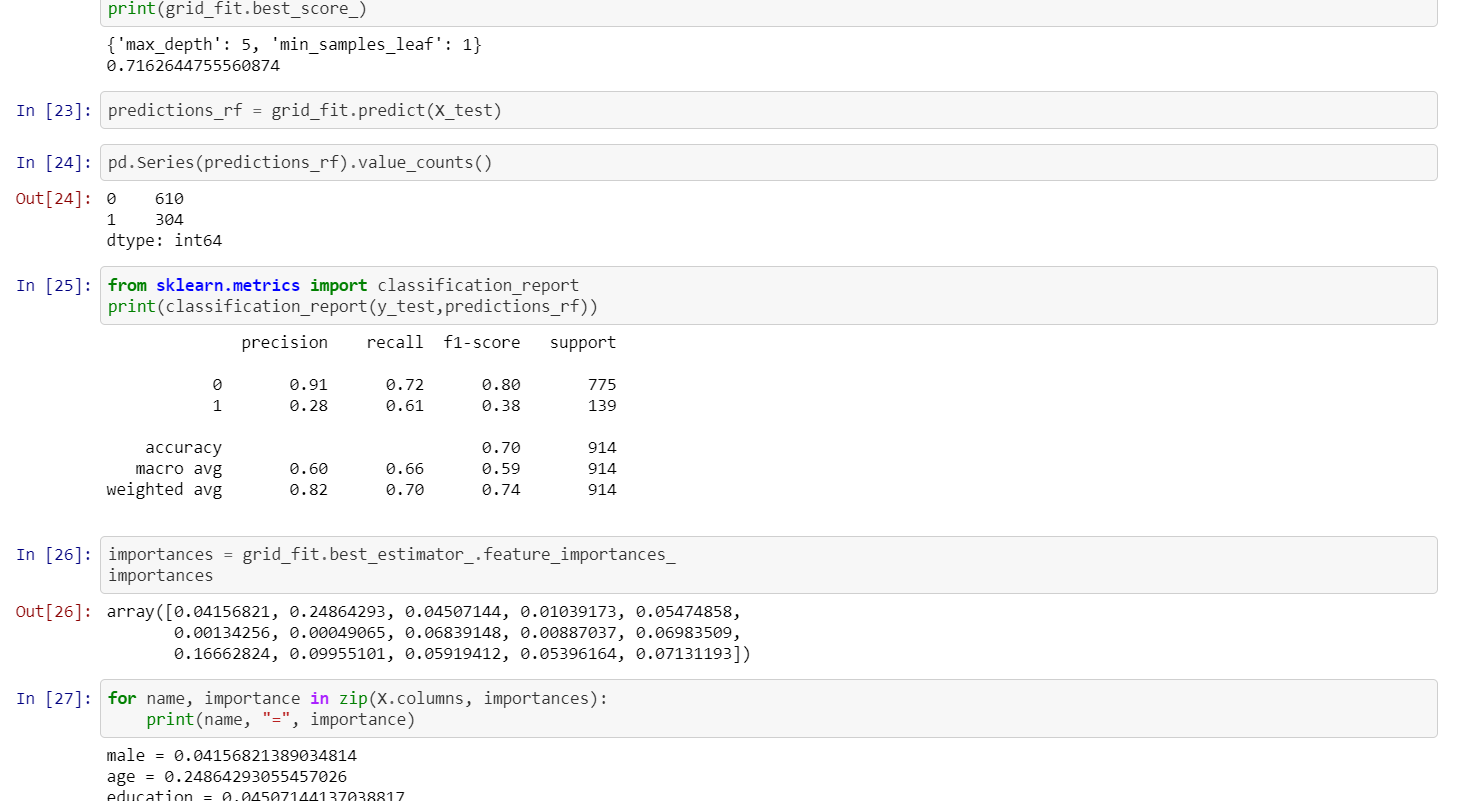 print(grid_fit.best_score_)
{'max_depth': 5, 'min_samples_leaf': 1}
0.7162644755560874
In [23]: predictions_rf = grid_fit.predict(X_test)
In [24]: pd.Series(predictions_rf).value_counts()
Out[24]: 0    610
1    304
dtype: int64
In [25]: from sklearn.metrics import classification_report
print(classification_report(y_test,predictions_rf))
precision    recall  f1-score   support
0       0.91      0.72      0.80       775
1       0.28      0.61      0.38       139
accuracy                           0.70       914
macro avg       0.60      0.66      0.59       914
weighted avg       0.82      0.70      0.74       914
In [26]: importances = grid_fit.best_estimator_.feature_importances_
importances
Out[26]: array([0.04156821, 0.24864293, 0.04507144, 0.01039173, 0.05474858,
0.00134256, 0.00049065, 0.06839148, 0.00887037, 0.06983509,
0.16662824, 0.09955101, 0.05919412, 0.05396164, 0.07131193])
In [27]: for name, importance in zip(X.columns, importances):
print(name, "=", importance)
male = 0.04156821389034814
age = 0.24864293055457026
education = 0.04507144137038817